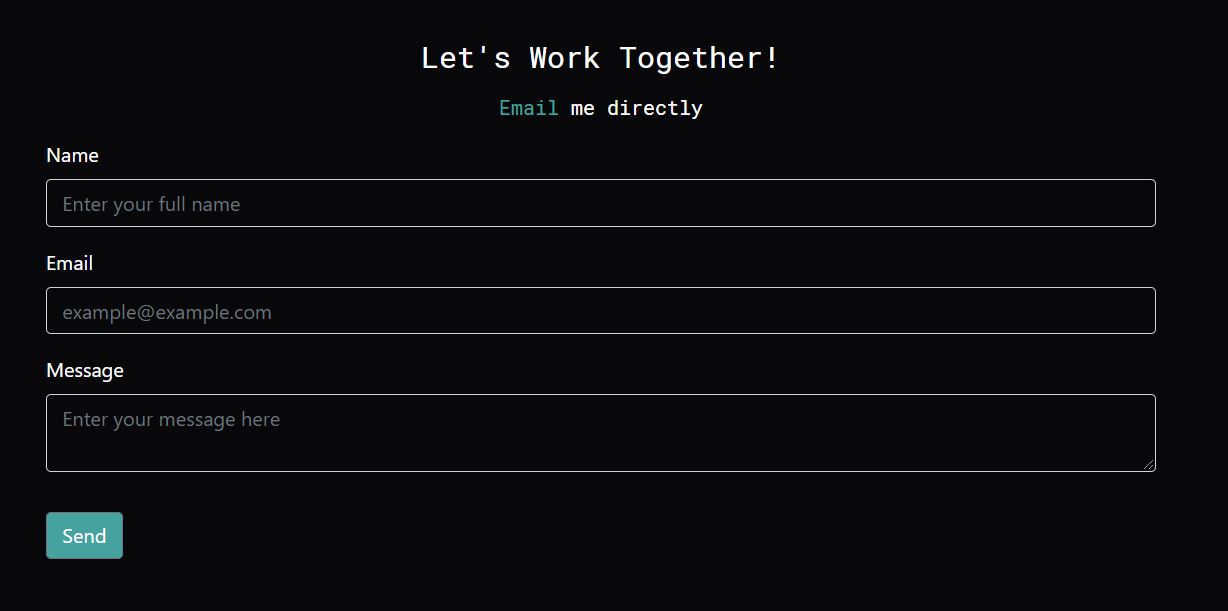 Let's Work Together!
Email me directly
Name
Enter your full name
Email
example@example.com
Message
Enter your message here
Send